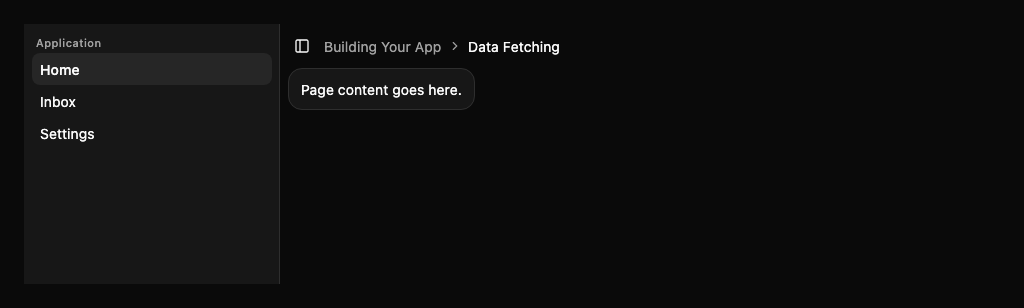 Application
Home
Inbox
Settings
Building Your App > Data Fetching
Page content goes here.